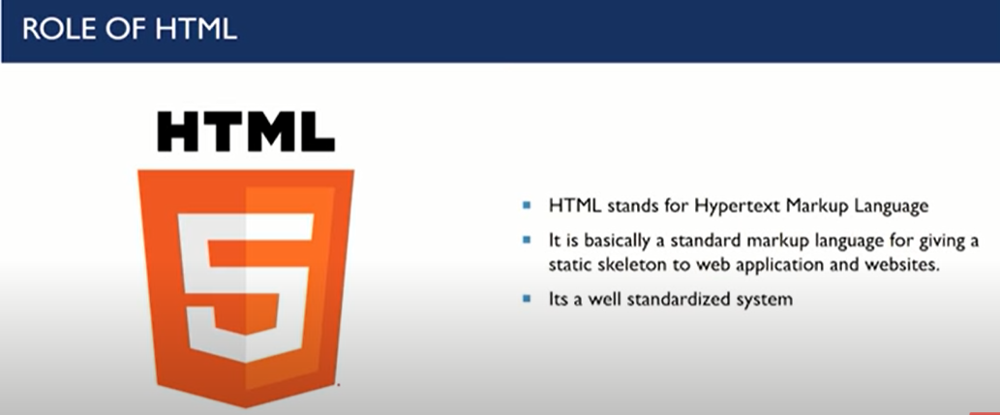 ROLE OF HTML
HTML
5
HTML stands for Hypertext Markup Language
It is basically a standard markup language for giving a
static skeleton to web application and websites.
Its a well standardized system